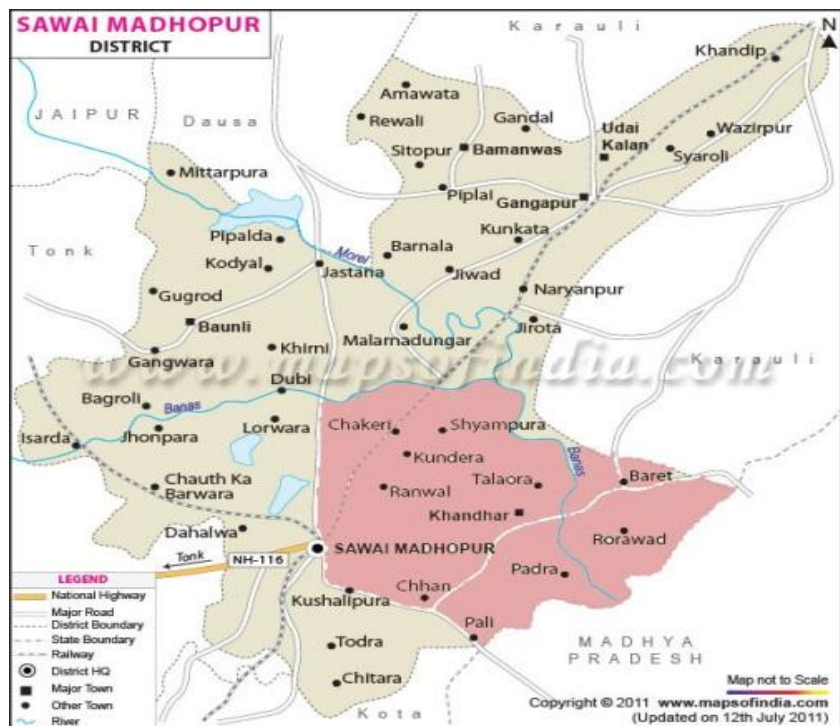 SAWAI MADHOPUR
DISTRICT
Karauli
N
Khandip
JAIPUR
Dausa
Amawata
Rewali
Gandal
Udai
Kalan
Wazirpur
Sitopur
Bamanwas
Syaroli
Mittarpura
Piplai
Gangapur
Tonk
Pipalda
Morel
Barnala
Kunkata
Kodyal
Jastana
Jiwad
Gugrod
Naryanpur
Baunli
Malarnadungar
Jirota
Khirni
Gangwara
Karauli
www.mapsofindia.com
Dubi
Bagroli
Banas
Isarda
Jhonpara
Lorwara
Chakeri
Shyampura
Kundera
Banas
Chauth Ka
Barwara
Ranwal
Talaora
Baret
Khandhar
Dahalwa
Rorawad
SAWAI MADHOPUR
Tonk
NH-116
Padra
Chhan
Kushalipura
Pali
Todra
MADHYA
PRADESH
Chitara
Kota
LEGEND
National Highway
Major Road
District Boundary
State Boundary
Railway
District HQ
Major Town
Other Town
River
Map not to Scale
Copyright © 2011 www.mapsofindia.com
(Updated on 12th July 2011)